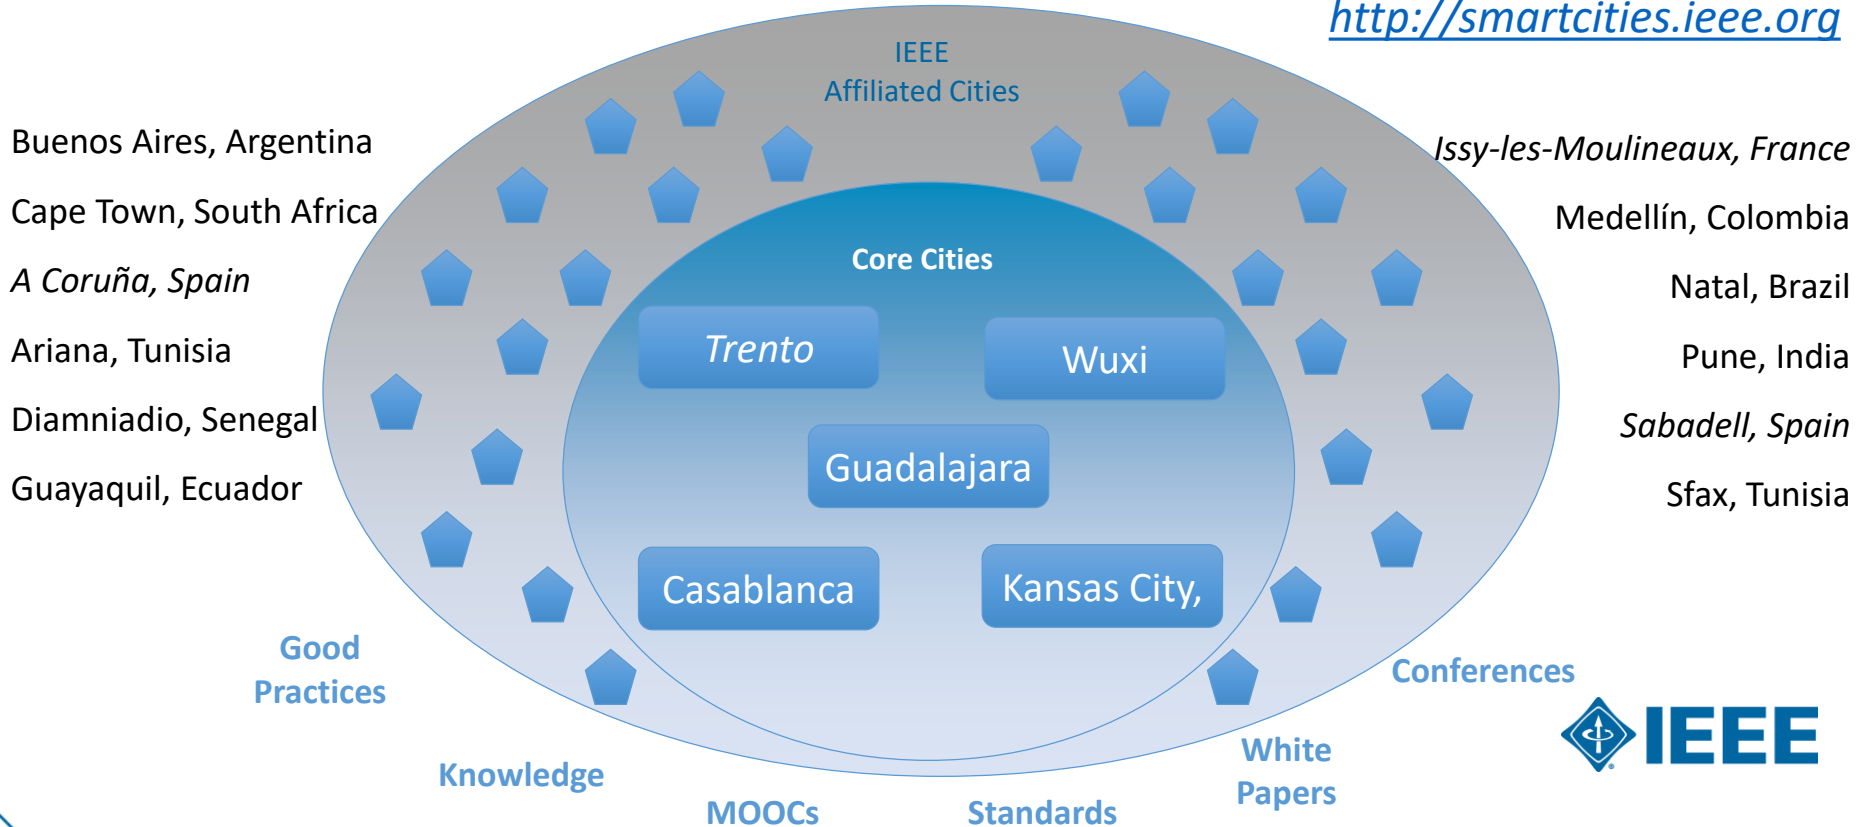 http://smartcities.ieee.org
IEEE
Affiliated Cities
Buenos Aires, Argentina
Cape Town, South Africa
A Coruña, Spain
Ariana, Tunisia
Diamniadio, Senegal
Guayaquil, Ecuador
Issy-les-Moulineaux, France
Medellín, Colombia
Natal, Brazil
Pune, India
Sabadell, Spain
Sfax, Tunisia
Core Cities
Trento
Wuxi
Guadalajara
Casablanca
Kansas City,
Good
Practices
Knowledge
MOOCs
Standards
White
Papers
Conferences
IEEE